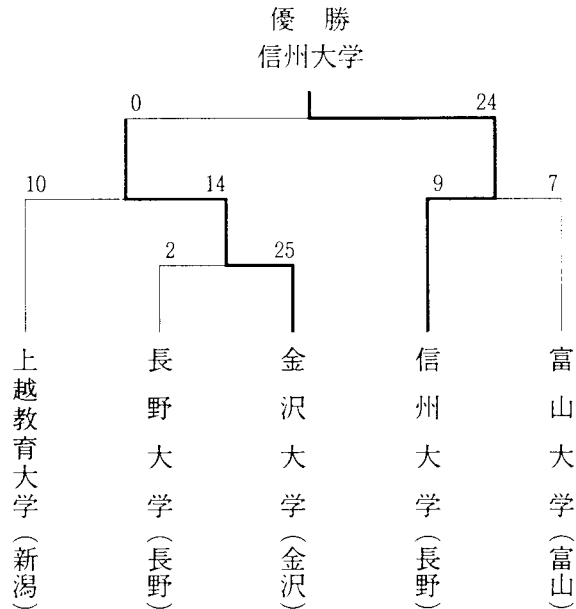 優勝
信州大学
0 24
10 14 9 7
2 25
上越教育大学(新潟)
長野大学(長野)
金沢大学(金沢)
信州大学(長野)
富山大学(富山)